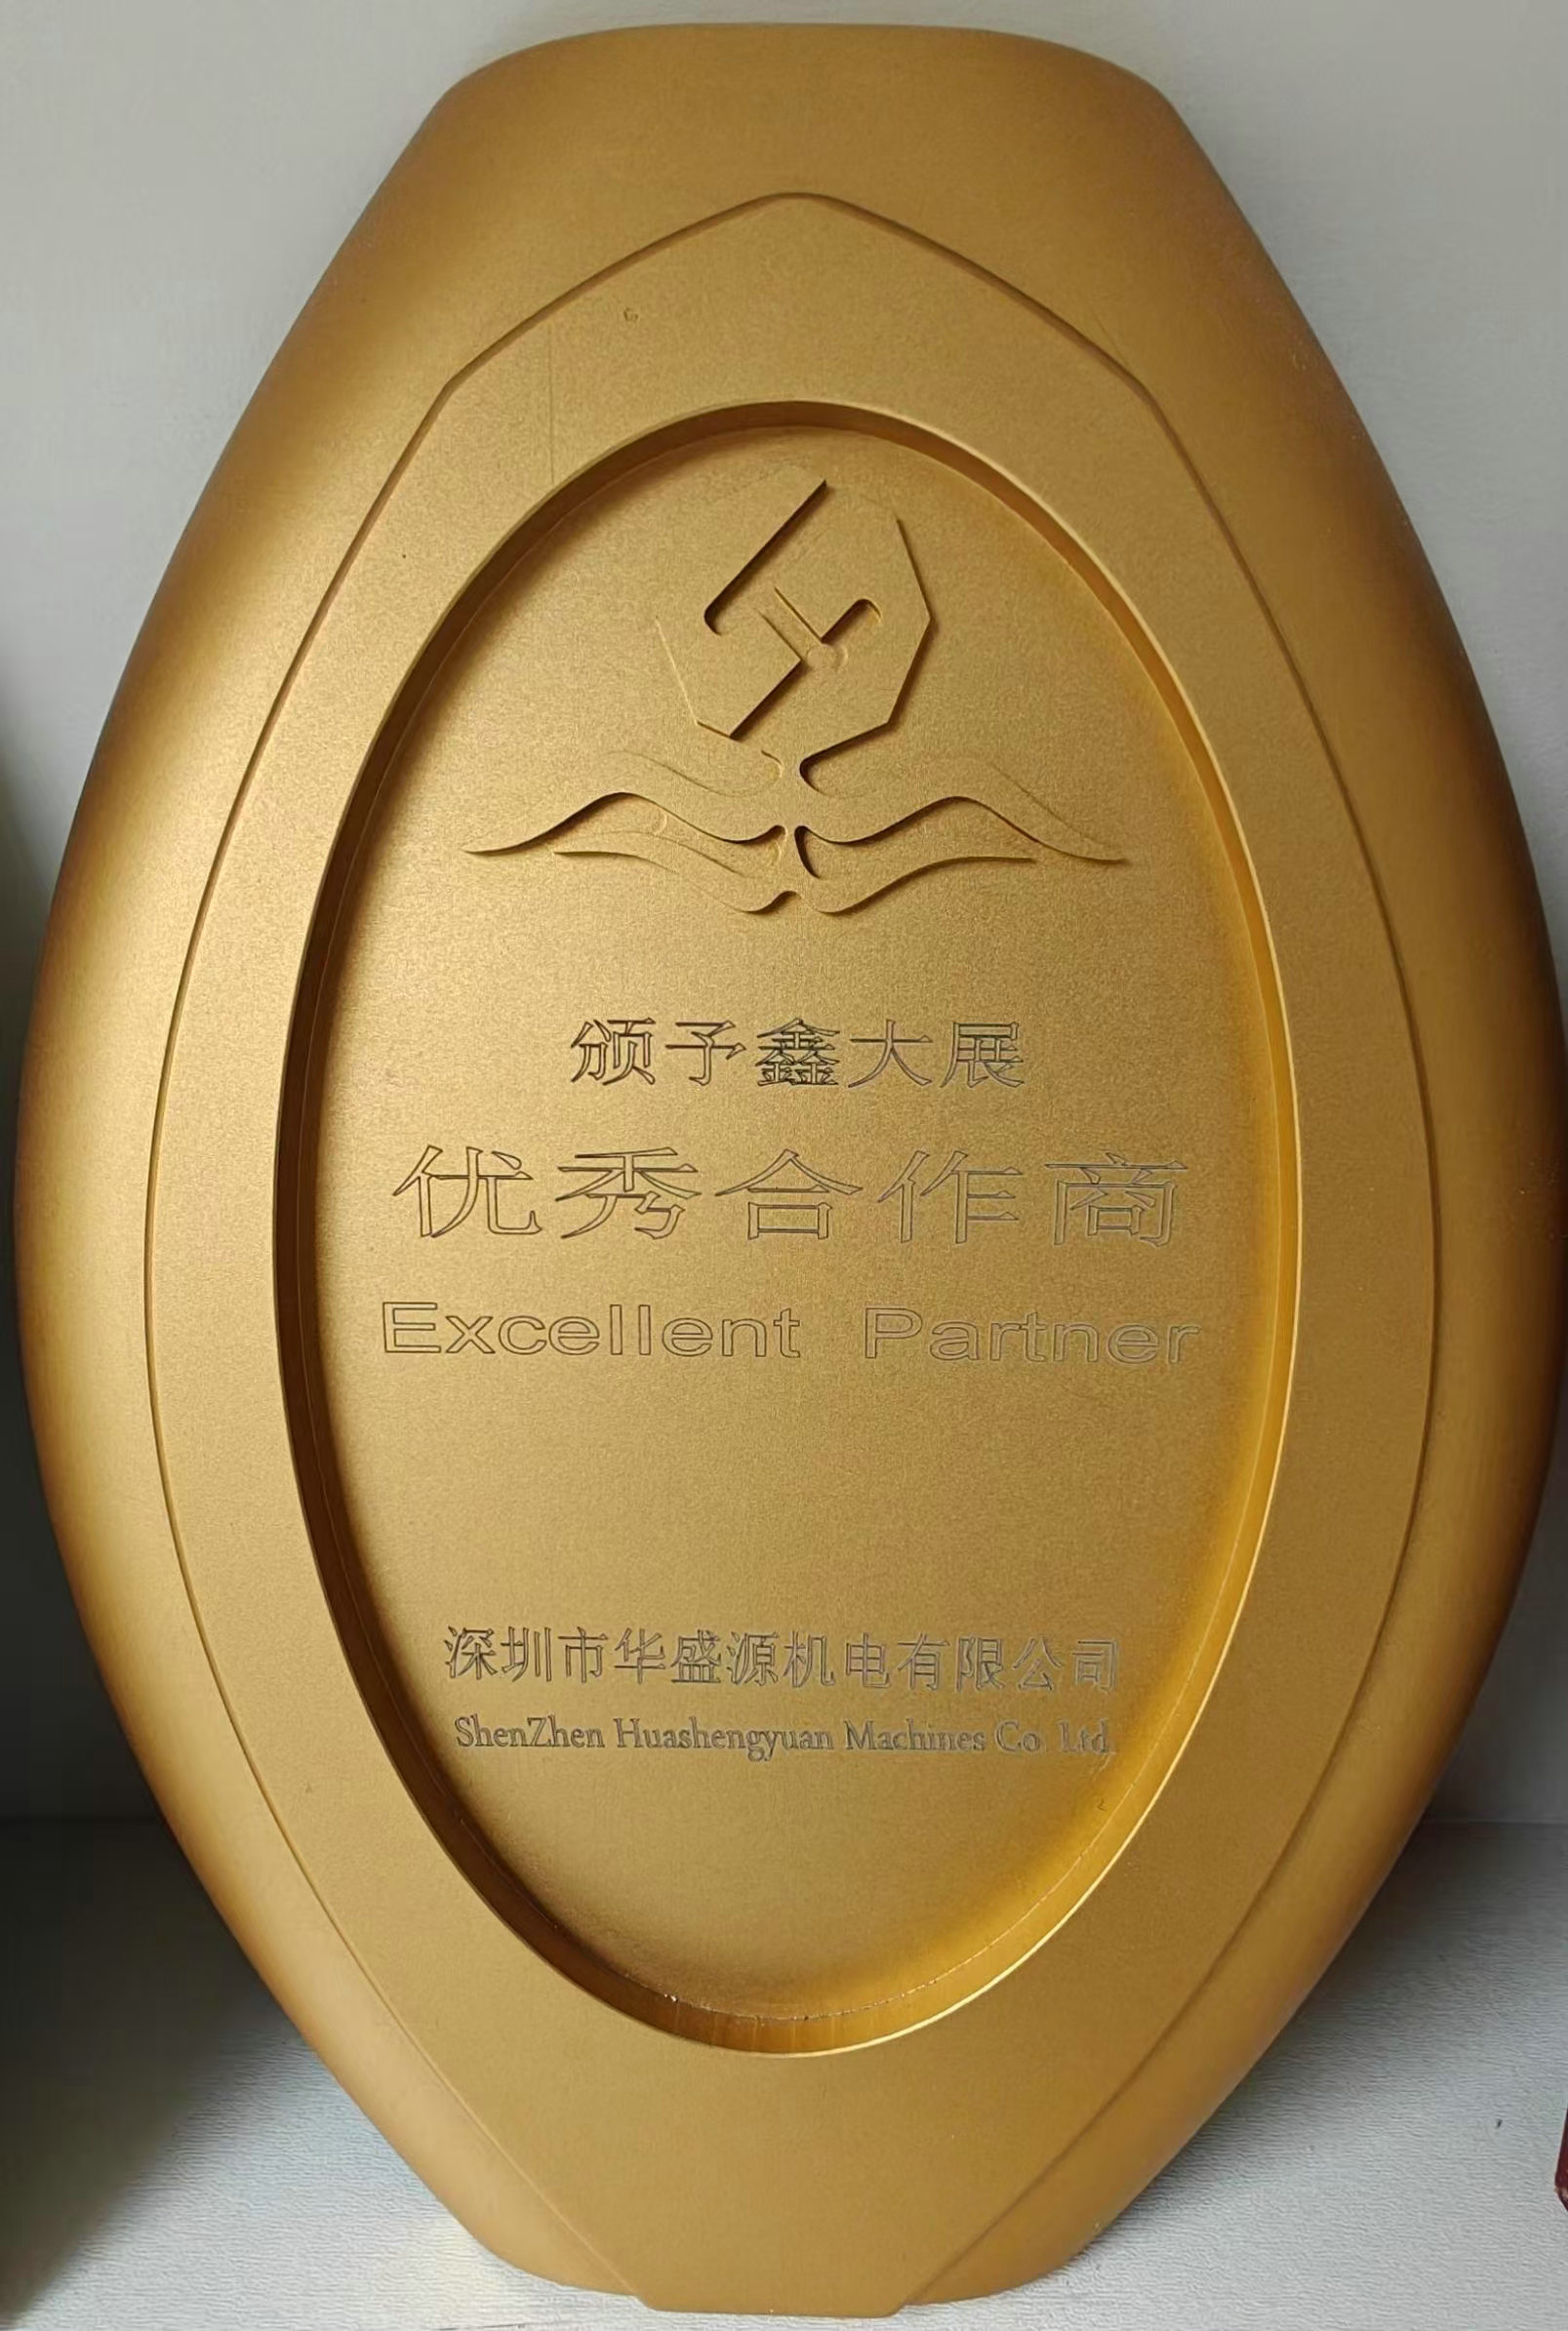 颁予鑫大展
优秀合作商
Excellent Partner
深圳市华盛源机电有限公司
ShenZhen Huashengyuan Machines Co. Ltd.